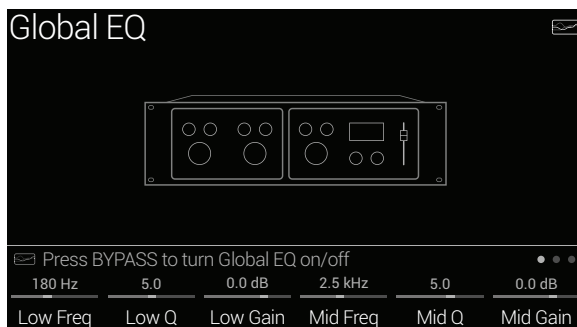 Global EQ
Press BYPASS to turn Global EQ on/off
180 Hz 5.0 0.0 dB 2.5 kHz 5.0 0.0 dB
Low Freq Low Q Low Gain Mid Freq Mid Q Mid Gain